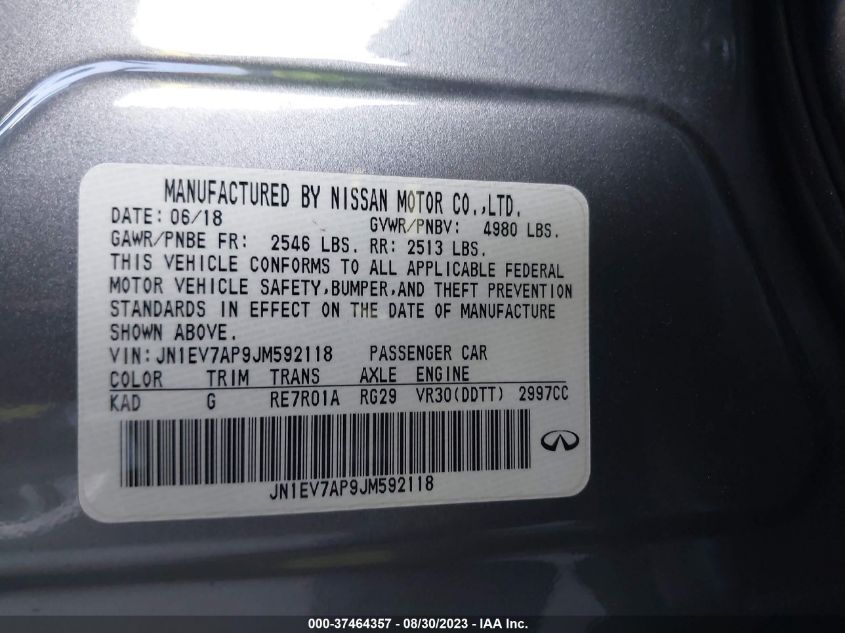 MANUFACTURED BY NISSAN MOTOR CO.,LTD.
DATE: 06/18 GVWR/PNBV: 4980 LBS.
GAWR/PNBE FR: 2546 LBS. RR: 2513 LBS.
THIS VEHICLE CONFORMS TO ALL APPLICABLE FEDERAL
MOTOR VEHICLE SAFETY,BUMPER,AND THEFT PREVENTION
STANDARDS IN EFFECT ON THE DATE OF MANUFACTURE
SHOWN ABOVE.
VIN: JN1EV7AP9JM592118 PASSENGER CAR
COLOR TRIM TRANS AXLE ENGINE
KAD G RE7R01A RG29 VR30(DDTT) 2997CC
JN1EV7AP9JM592118
000-37464357 - 08/30/2023 - IAA Inc.